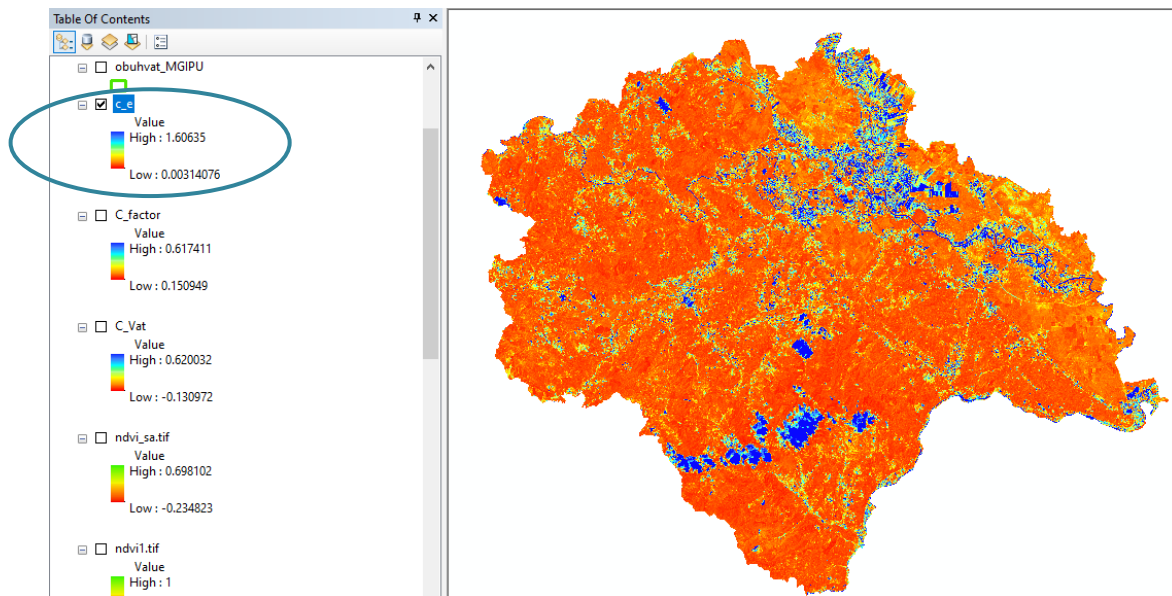 Table Of Contents
obuhvat_MGIPU
c_e
Value
High : 1.60635
Low : 0.00314076
C_factor
Value
High : 0.617411
Low : 0.150949
C_Vat
Value
High : 0.620032
Low : -0.130972
ndvi_sa.tif
Value
High : 0.698102
Low : -0.234823
ndvi1.tif
Value
High : 1